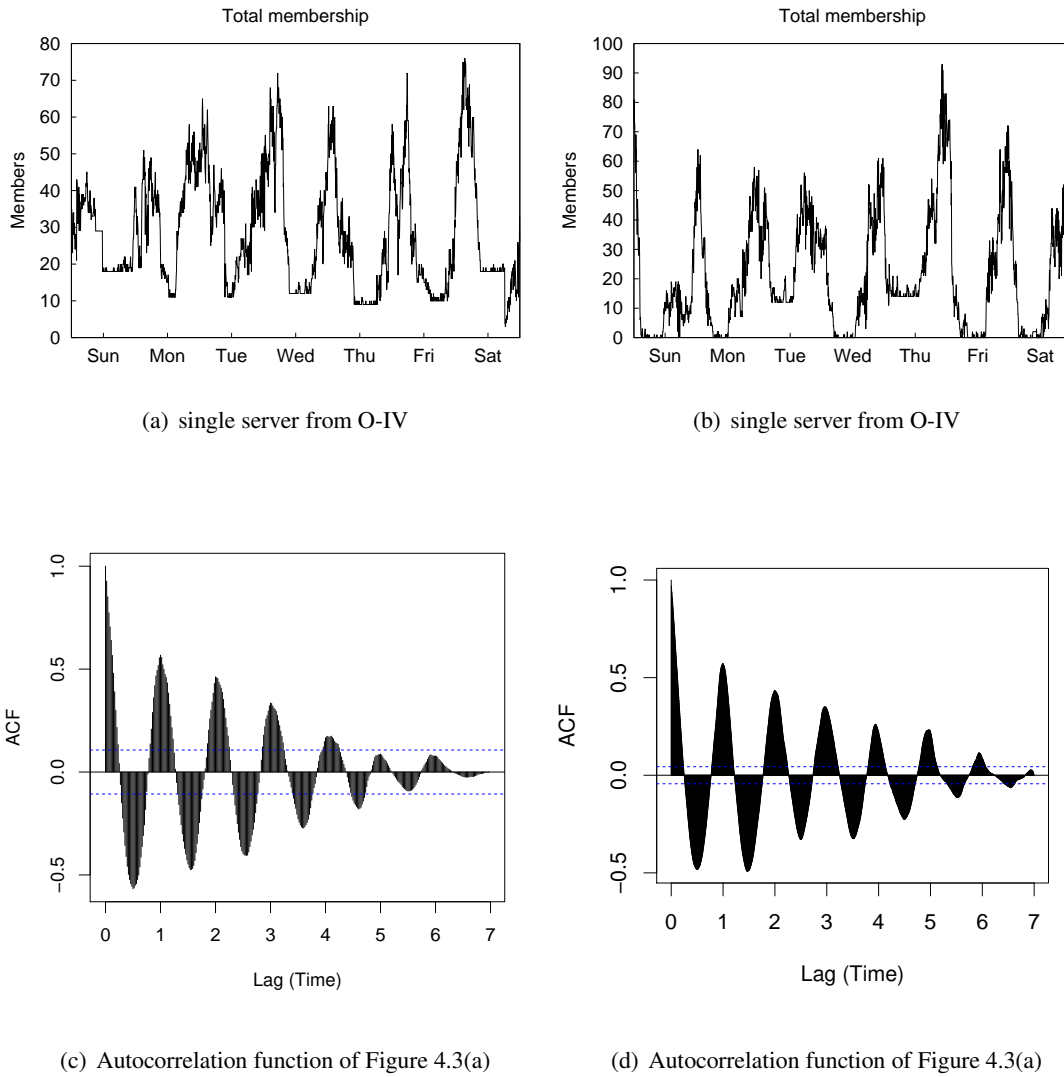 Total membership
80
70
60
50
40
30
20
10
0
Members
Sun Mon Tue Wed Thu Fri Sat
(a) single server from O-IV
Total membership
100
90
80
70
60
50
40
30
20
10
0
Members
Sun Mon Tue Wed Thu Fri Sat
(b) single server from O-IV
1.0
0.5
0.0
−0.5
ACF
0 1 2 3 4 5 6 7
Lag (Time)
(c) Autocorrelation function of Figure 4.3(a)
1.0
0.5
0.0
−0.5
ACF
0 1 2 3 4 5 6 7
Lag (Time)
(d) Autocorrelation function of Figure 4.3(a)